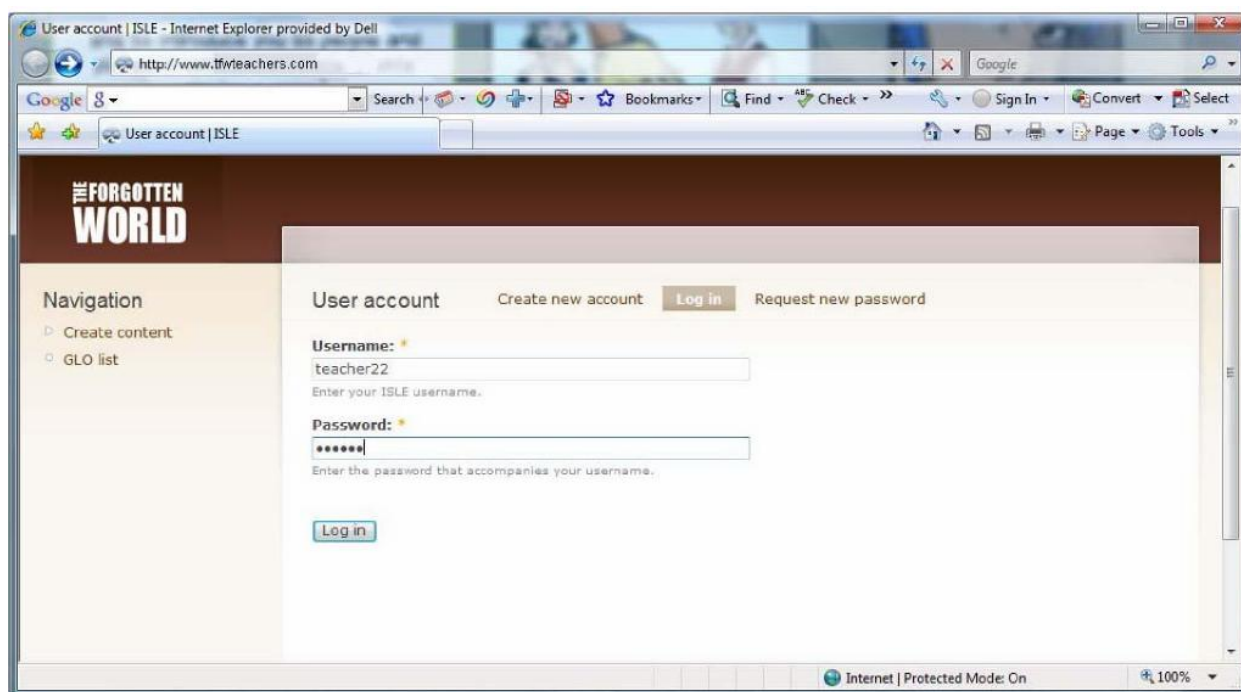 User account | ISLE - Internet Explorer provided by Dell
http://www.tfwteachers.com
Google
Google
Search
Bookmarks
Find
ABC
Check
Sign In
Convert
Select
User account | ISLE
Page
Tools
THE FORGOTTEN
WORLD
Navigation
Create content
GLO list
User account
Create new account
Log in
Request new password
Username: *
teacher22
Enter your ISLE username.
Password: *
••••••
Enter the password that accompanies your username.
Log in
Internet | Protected Mode: On
100%